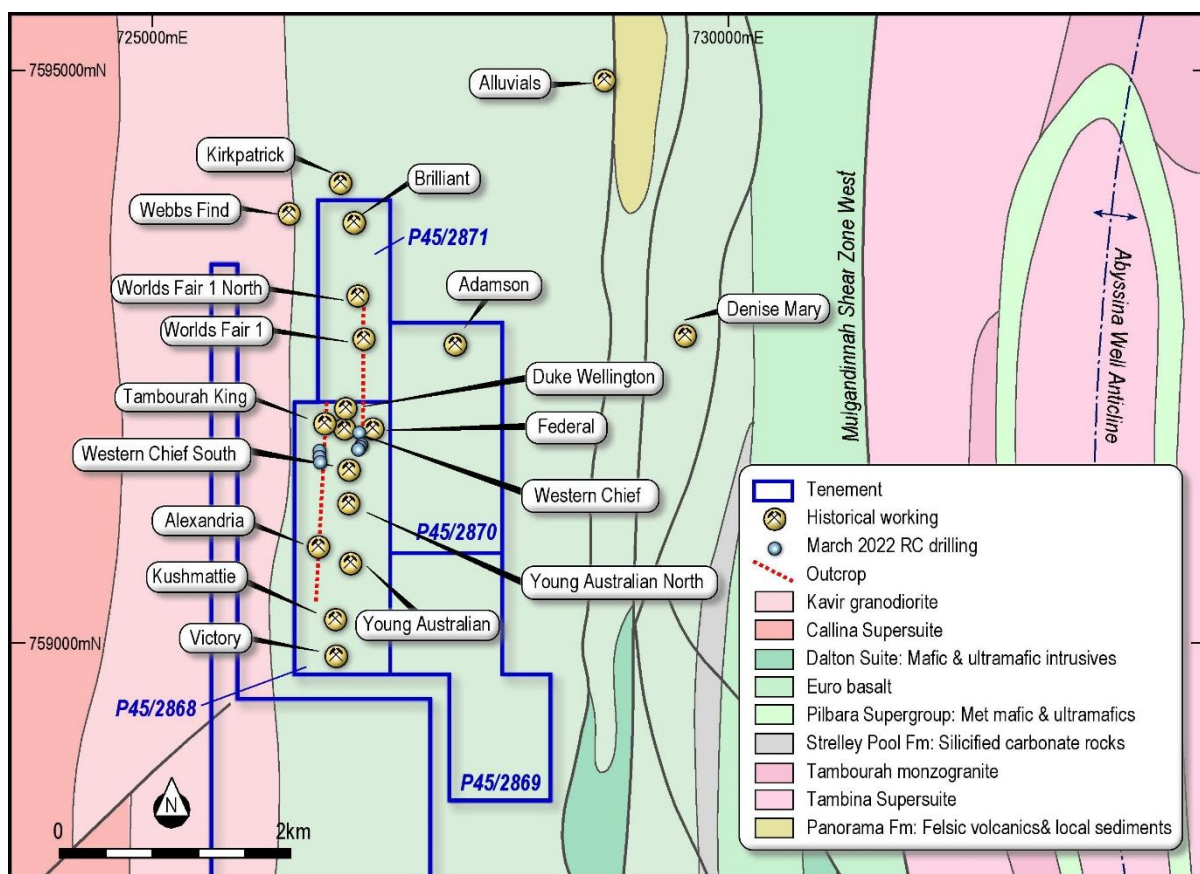 725000mE
730000mE
7595000mN
Alluvials
Kirkpatrick
Brilliant
Webbs Find
P45/2871
Worlds Fair 1 North
Adamson
Denise Mary
Worlds Fair 1
Mulgandinnah Shear Zone West
Abyssina Well Anticline
Duke Wellington
Tambourah King
Federal
Western Chief South
Western Chief
Alexandria
P45/2870
Kushmattie
Young Australian North
Young Australian
759000mN
Victory
P45/2868
P45/2869
N
0
2km
Tenement
Historical working
March 2022 RC drilling
Outcrop
Kavir granodiorite
Callina Supersuite
Dalton Suite: Mafic & ultramafic intrusives
Euro basalt
Pilbara Supergroup: Met mafic & ultramafics
Strelley Pool Fm: Silicified carbonate rocks
Tambourah monzogranite
Tambina Supersuite
Panorama Fm: Felsic volcanics& local sediments